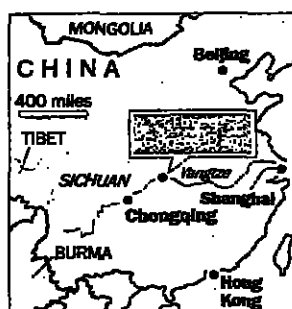 MONGOLIA
Beijing
CHINA
400 miles
TIBET
SICHUAN
Yangtze
Shanghai
Chongqing
BURMA
Hong
Kong